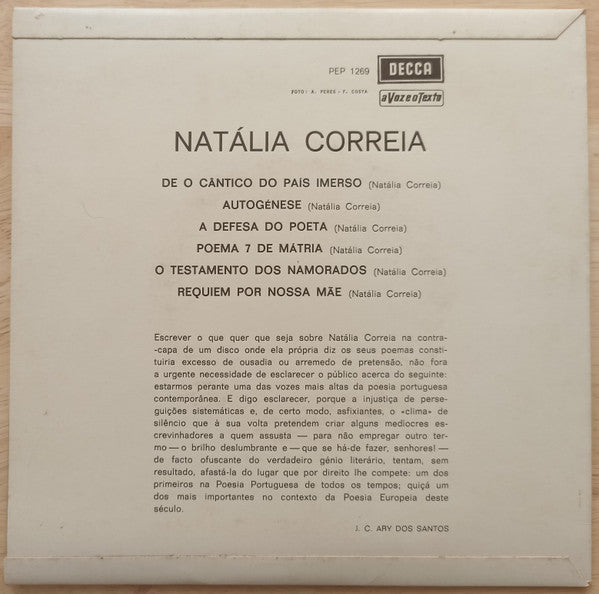 PEP 1269
DECCA
FOTO: A. PERES - F. COSTA
a Voz e o Texto
NATÁLIA CORREIA
DE O CÂNTICO DO PAÍS IMERSO (Natália Correia)
AUTOGÉNESE (Natália Correia)
A DEFESA DO POETA (Natália Correia)
POEMA 7 DE MATRIA (Natália Correia)
O TESTAMENTO DOS NAMORADOS (Natália Correia)
REQUIEM POR NOSSA MÃE (Natália Correia)
Escrever o que quer que seja sobre Natália Correia na contra-
-capa de um disco onde ela própria diz os seus poemas consti-
tuiria excesso de ousadia ou arremedo de pretensão, não fora
a urgente necessidade de esclarecer o público acerca do seguinte:
estarmos perante uma das vozes mais altas da poesia portuguesa
contemporânea. E digo esclarecer, porque a injustiça de perse-
guições sistemáticas e, de certo modo, asfixiantes, o «clima» de
silêncio que à sua volta pretendem criar alguns medíocres es-
crevinhadores a quem assusta — para não empregar outro ter-
mo — o brilho deslumbrante e — que se há-de fazer, senhores! —
de facto ofuscante do verdadeiro génio literário, tentam, sem
resultado, afastá-la do lugar que por direito lhe compete: um dos
primeiros na Poesia Portuguesa de todos os tempos; quiçá um
dos mais importantes no contexto da Poesia Europeia deste
século.
J. C. ARY DOS SANTOS